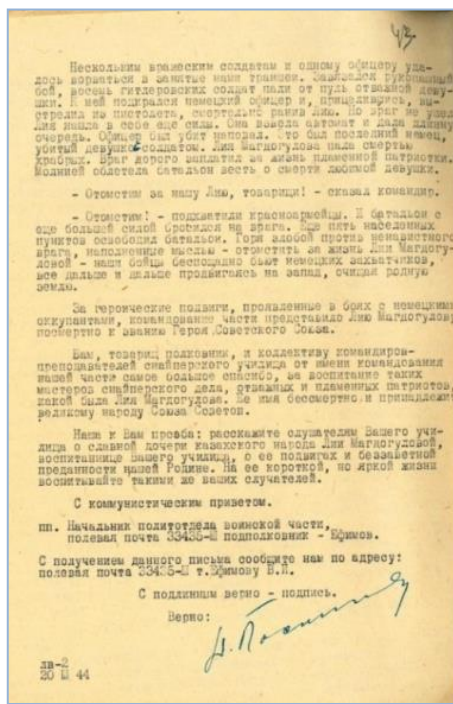 43
Нескольким вражеским солдатам и одному офицеру уда-
лось ворваться в занятые нами траншеи. Завязался рукопашный
бой, восемь гитлеровских солдат пали от пуль отважной девуш-
шки. К ней подкрался немецкий офицер и, прицелившись, вы-
стрелил из пистолета, смертельно ранив Лию. Но враг не ушел
Лия нашла в себе еще силы. Она взвела автомат и дала длинную
очередь. Офицер был убит наповал. Это был последний немец,
убитый девушкой солдатом. Лия Магдогулова пала смертью
храбрых. Враг дорого заплатил за жизнь пламенной патриотки.
Молнией облетела батальон весть о смерти любимой девушки.
- Отомстим за нашу Лию, товарищи! - сказал командир.
- Отомстим! - подхватили красноармейцы. И батальон с
еще большей силой бросился на врага. Еще пять населенных
пунктов освободил батальон. Горя злобой против ненавистного
врага, наполненные мыслью - отомстить за жизнь Лии Магдогу-
ловой - наши бойцы беспощадно бьют немецких захватчиков,
все дальше и дальше продвигаясь на запад, очищая родную
землю.
За героические подвиги, проявленные в боях с немецкими
оккупантами, командование части представило Лию Магдогулову
посмертно к званию Героя Советского Союза.
Вам, товарищ полковник, и коллективу командиров-
преподавателей снайперского училища от имени командования
нашей части самое большое спасибо, за воспитание таких
мастеров снайперского дела, отважных и пламенных патриотов,
какой была Лия Магдогулова. Ее имя бессмертно и принадлежит
великому народу Союза Советов.
Наша к Вам просьба: расскажите слушателям Вашего учи-
лища о славной дочери казахского народа Лии Магдогуловой,
воспитаннице Вашего училища, о ее подвигах и беззаветной
преданности нашей Родине. На ее короткой, но яркой жизни
воспитывайте такими же ваших слушателей.
С коммунистическим приветом.
пп. Начальник политотдела воинской части,
полевая почта 33435-Ш подполковник - Ефимов.
С получением данного письма сообщите нам по адресу:
полевая почта 33435-Ш т.Ефимову В.И.
С подлинным верно - подпись.
Верно:
лв-2
30 Ш 44